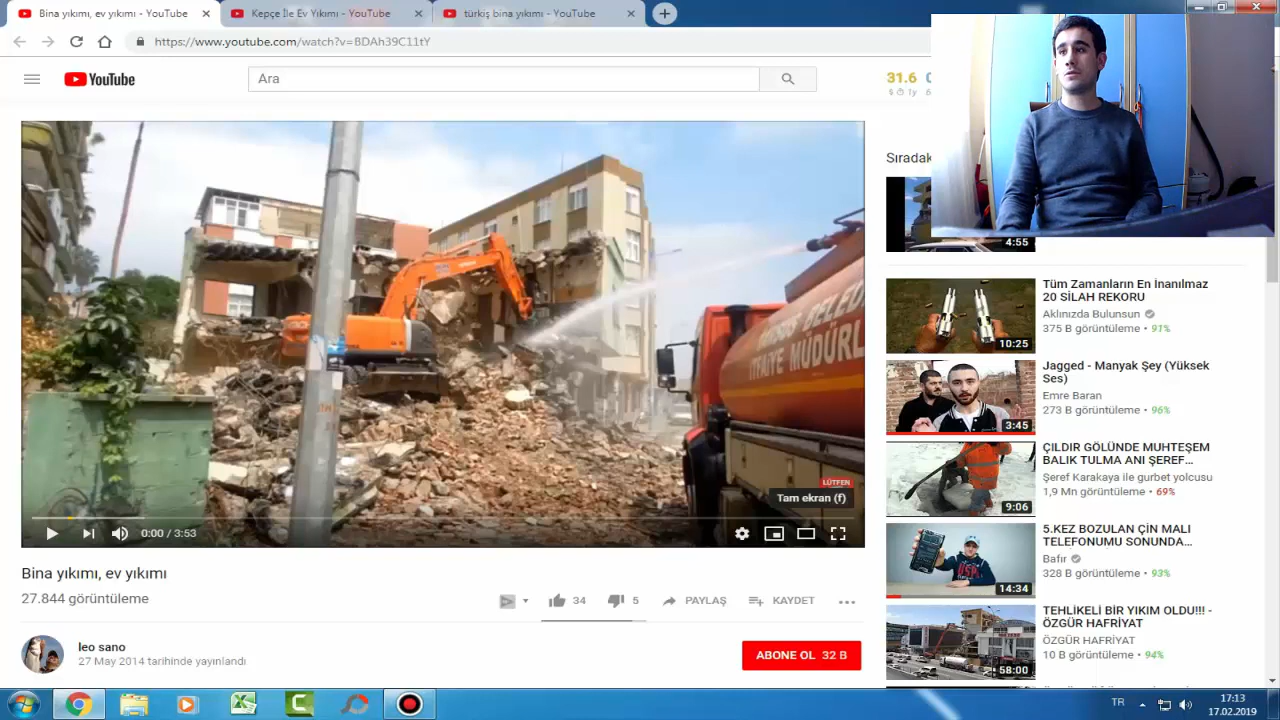 Bina yıkımı, ev yıkımı - YouTube
Kepçe İle Ev Yıkımı - YouTube
türkiş bina yıkımı - YouTube
https://www.youtube.com/watch?v=BDARt9C11tY
YouTube
Ara
31.6
1y
Sıradak
4:55
İTFAİYE MÜDÜRL
LÜTFEN
Tam ekran (f)
0:00 / 3:53
Bina yıkımı, ev yıkımı
27.844 görüntüleme
34
5
PAYLAŞ
KAYDET
leo sano
27 May 2014 tarihinde yayınlandı
ABONE OL 32 B
Tüm Zamanların En İnanılmaz
20 SİLAH REKORU
Aklınızda Bulunsun
375 B görüntüleme • 91%
10:25
Jagged - Manyak Şey (Yüksek
Ses)
Emre Baran
273 B görüntüleme • 96%
3:45
ÇILDIR GÖLÜNDE MUHTEŞEM
BALIK TULMA ANI ŞEREF...
Şeref Karakaya ile gurbet yolcusu
1,9 Mn görüntüleme • 69%
9:06
5.KEZ BOZULAN ÇİN MALI
TELEFONUMU SONUNDA...
Bafır
328 B görüntüleme • 93%
14:34
TEHLİKELİ BİR YIKIM OLDU!!! -
ÖZGÜR HAFRİYAT
ÖZGÜR HAFRİYAT
10 B görüntüleme • 94%
58:00
TR
17:13
17.02.2019